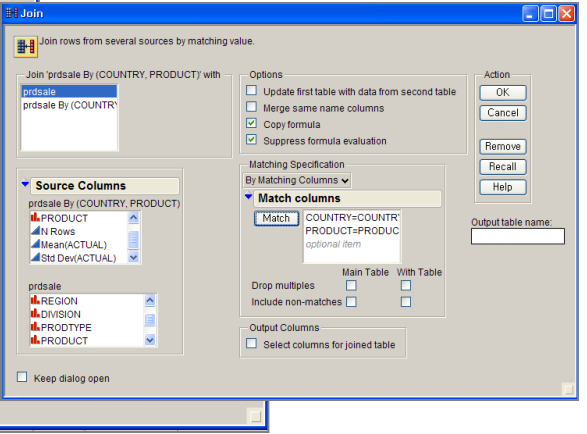 Join
Join rows from several sources by matching value.
Join 'prdsale By (COUNTRY, PRODUCT)' with
prdsale
prdsale By (COUNTRY
Options
Update first table with data from second table
Merge same name columns
Copy formula
Suppress formula evaluation
Action
OK
Cancel
Remove
Recall
Help
Source Columns
prdsale By (COUNTRY, PRODUCT)
PRODUCT
N Rows
Mean(ACTUAL)
Std Dev(ACTUAL)
prdsale
REGION
DIVISION
PRODTYPE
PRODUCT
Matching Specification
By Matching Columns
Match columns
Match
COUNTRY=COUNTR
PRODUCT=PRODUC
optional item
Main Table With Table
Drop multiples
Include non-matches
Output table name:
Output Columns
Select columns for joined table
Keep dialog open